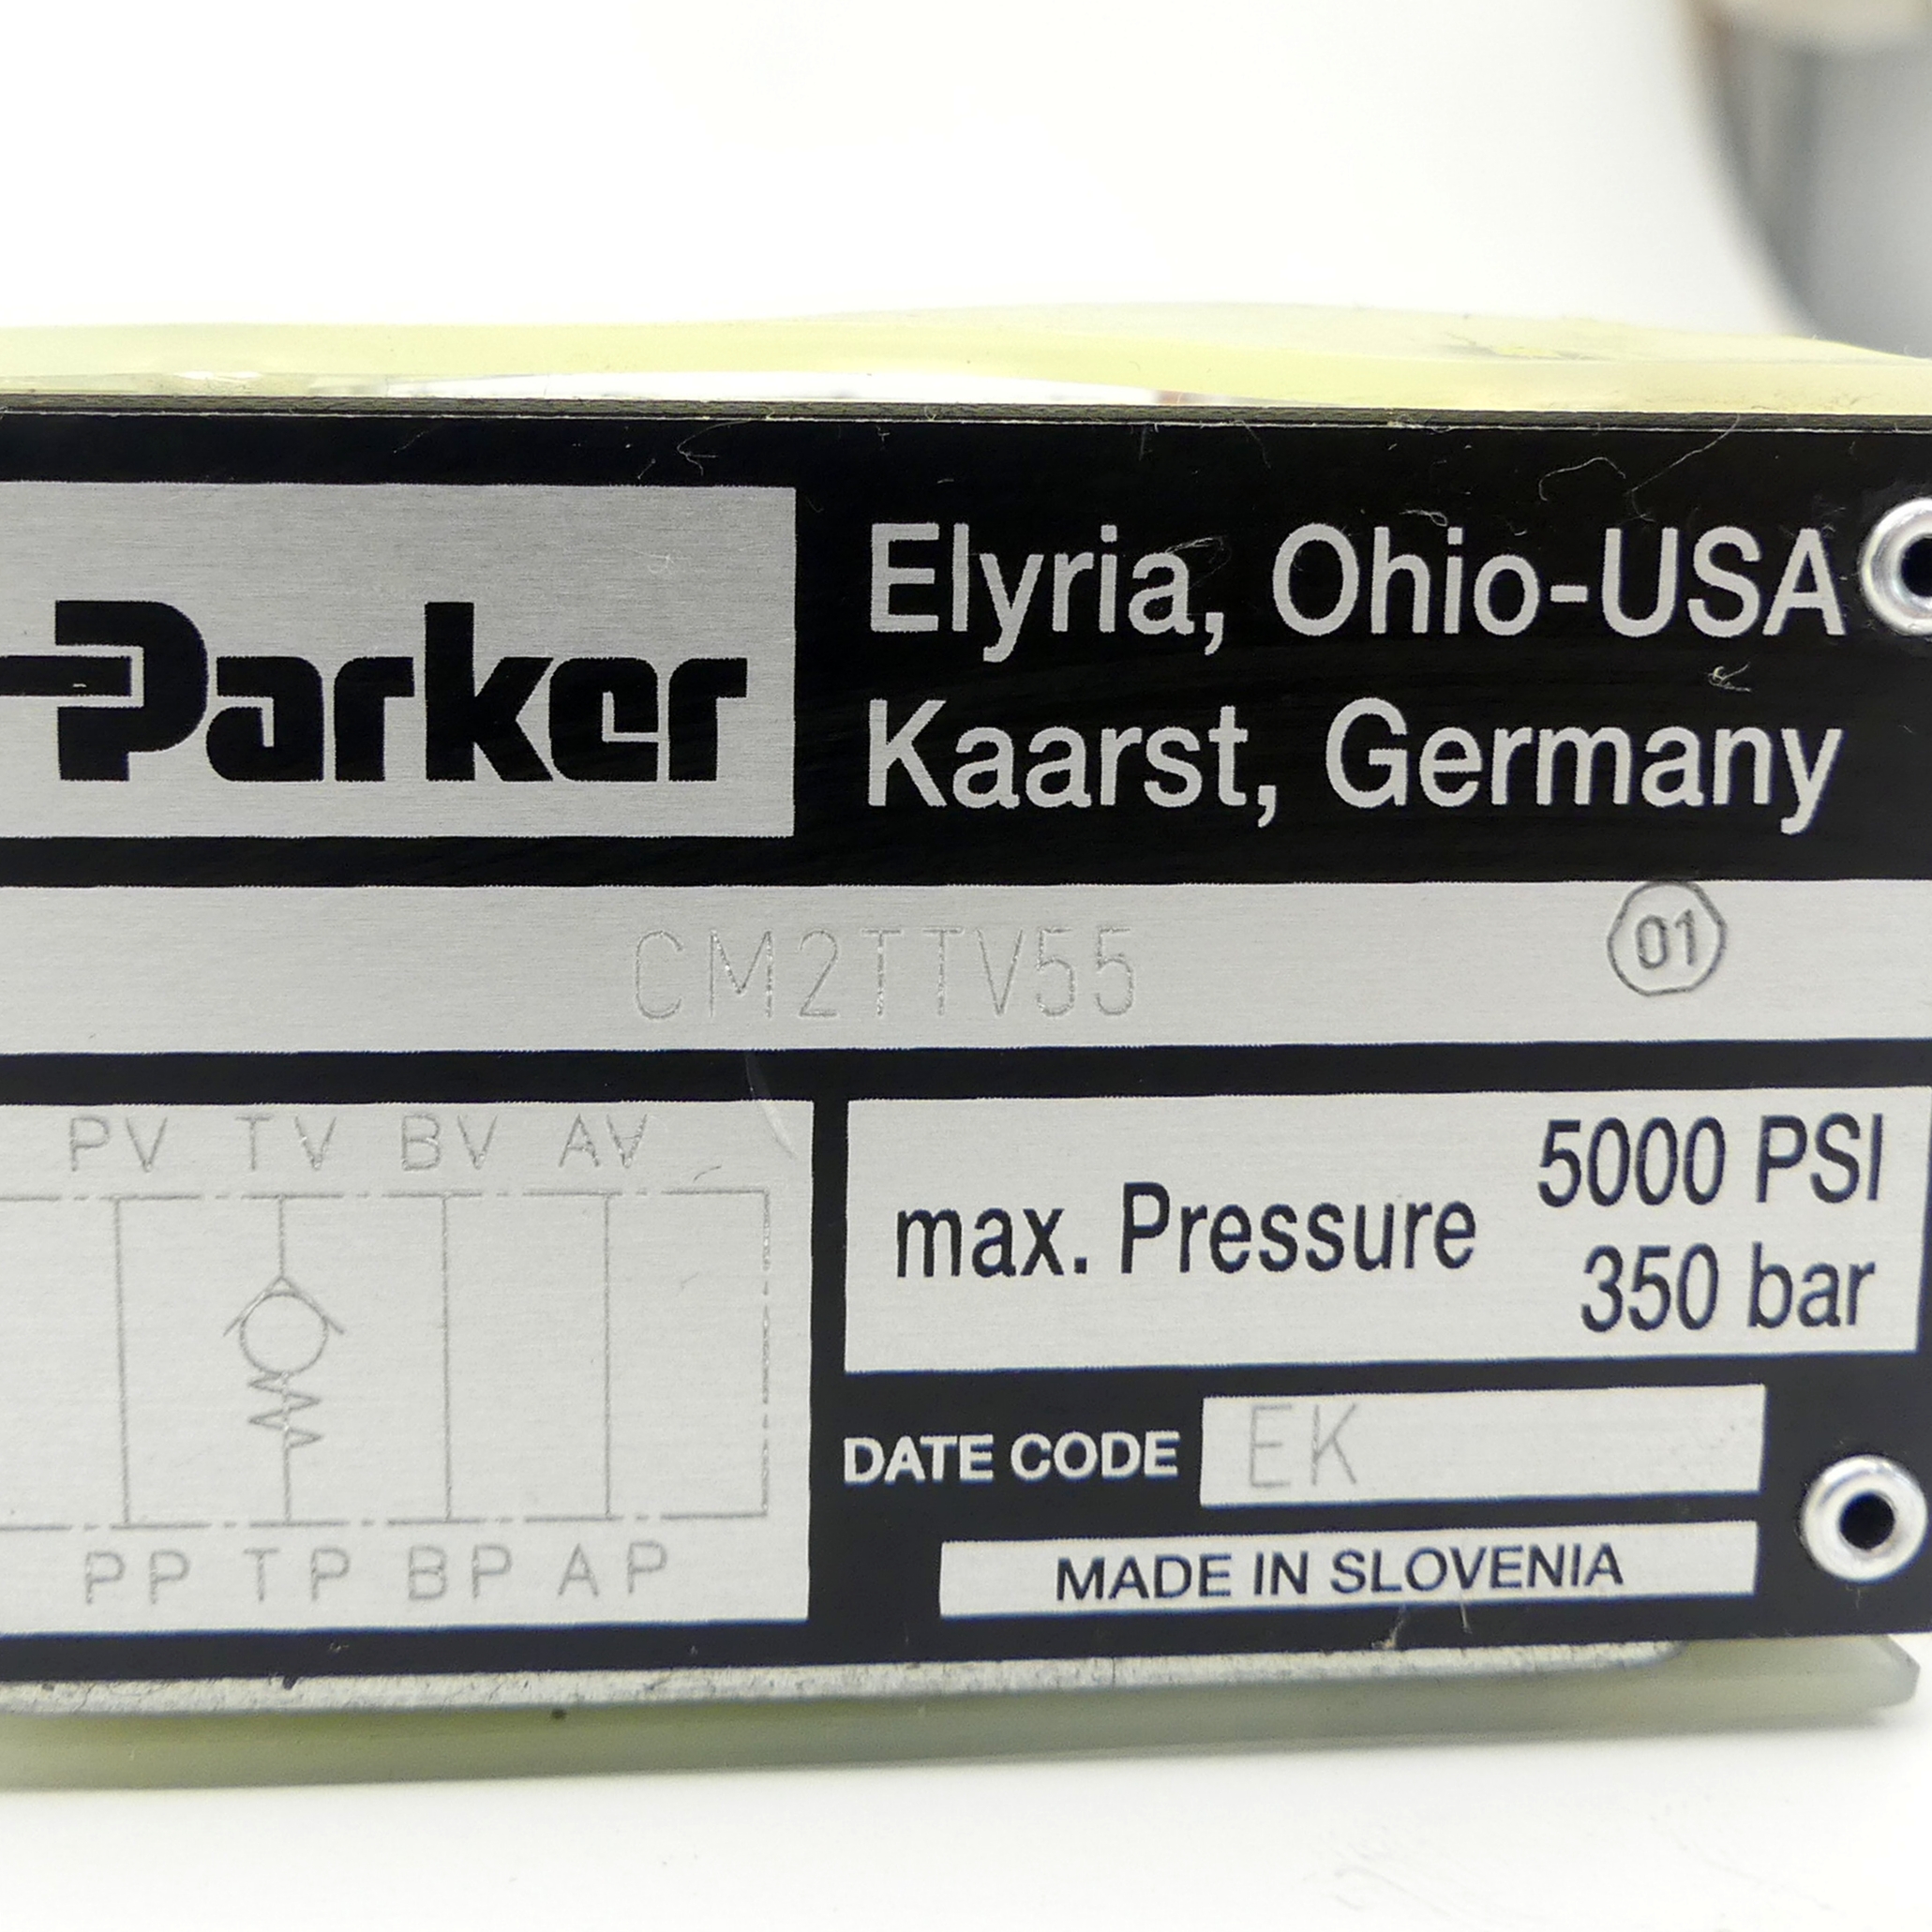 Parker
Elyria, Ohio-USA
Kaarst, Germany
CM2TTV55
01
PV TV BV AV
PP TP BP AP
max. Pressure
5000 PSI
350 bar
DATE CODE EK
MADE IN SLOVENIA